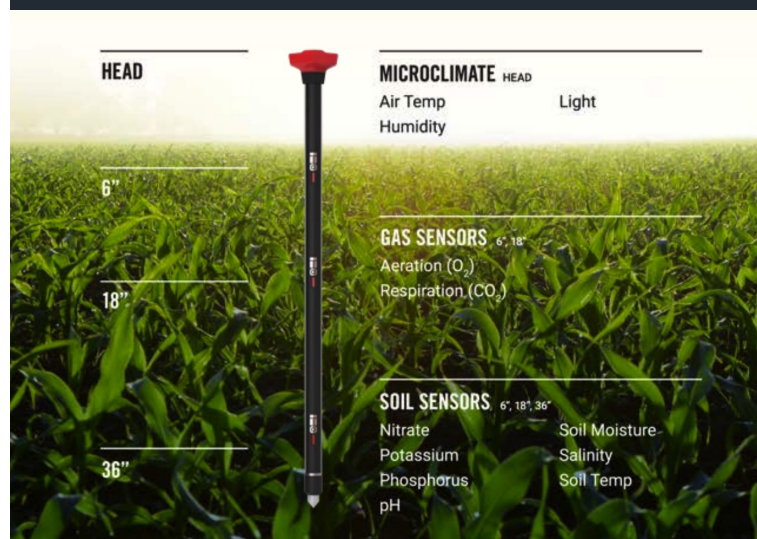 HEAD
6”
18”
36”
MICROCLIMATE HEAD
Air Temp
Light
Humidity
GAS SENSORS 6”, 18”
Aeration (O₂)
Respiration (CO₂)
SOIL SENSORS 6”, 18”, 36”
Nitrate
Soil Moisture
Potassium
Salinity
Phosphorus
Soil Temp
pH